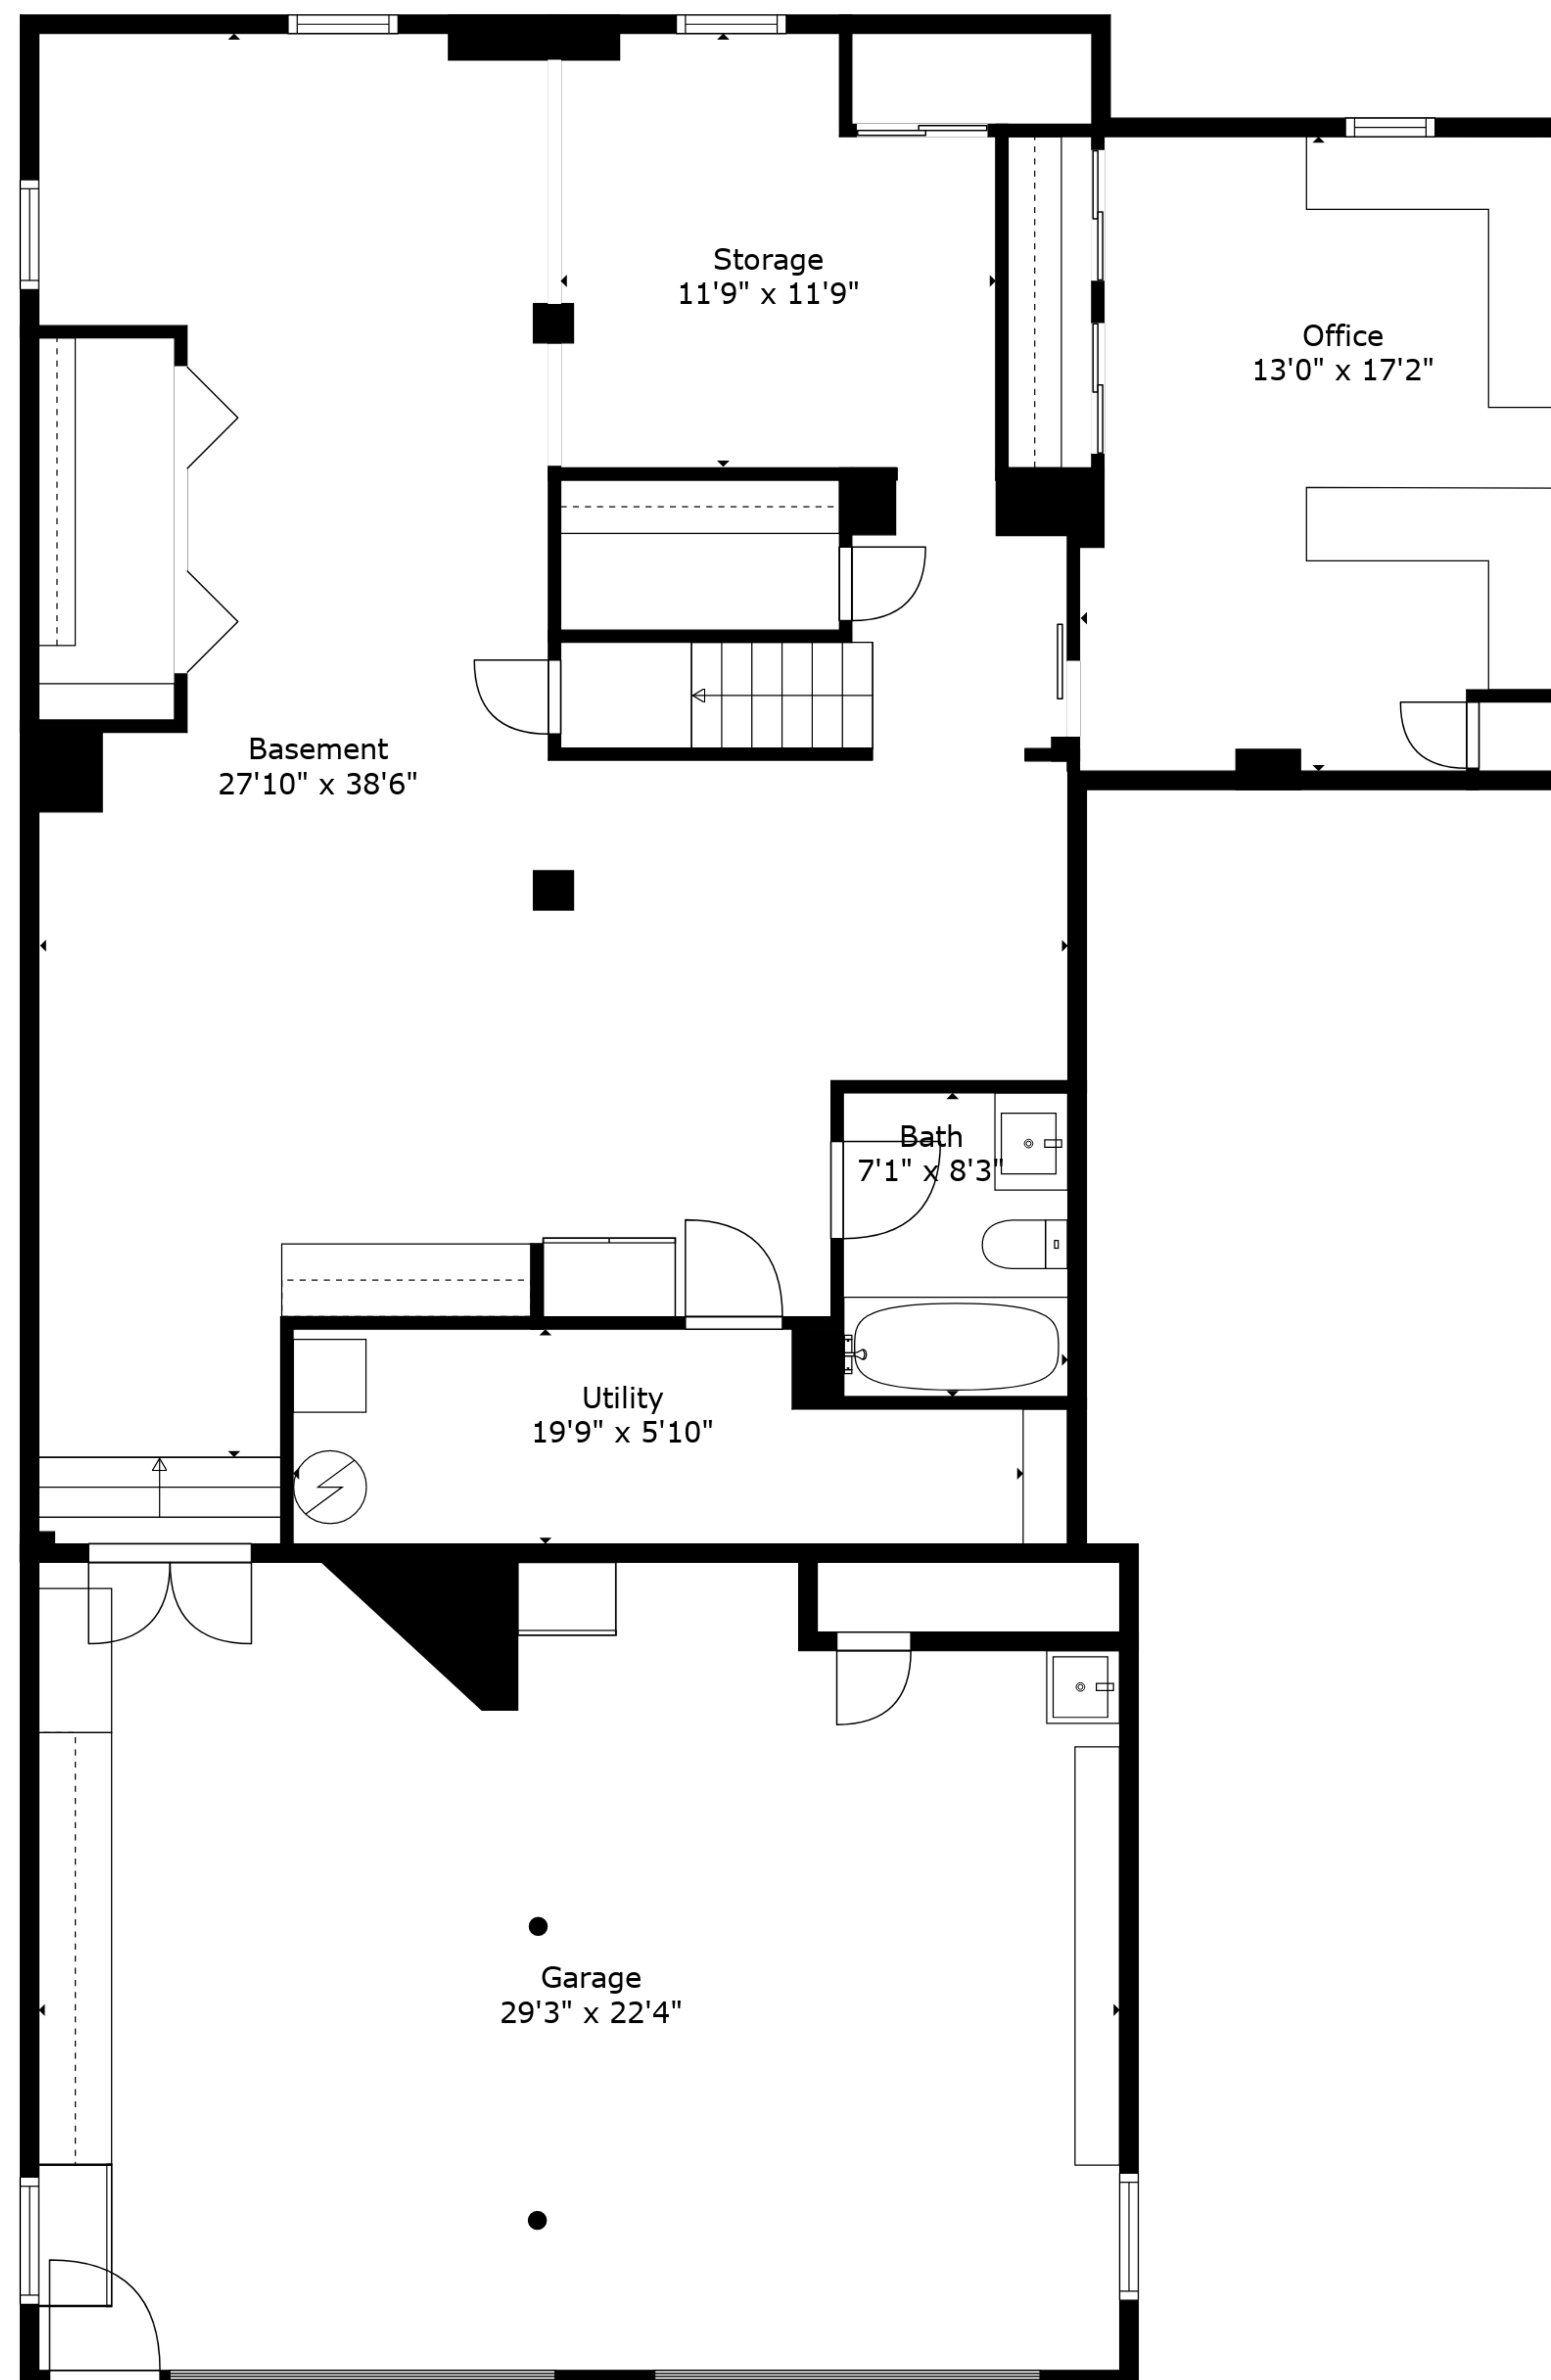 Storage
11'9" x 11'9"
Office
13'0" x 17'2"
Basement
27'10" x 38'6"
Bath
7'1" x 8'3"
Utility
19'9" x 5'10"
Garage
29'3" x 22'4"